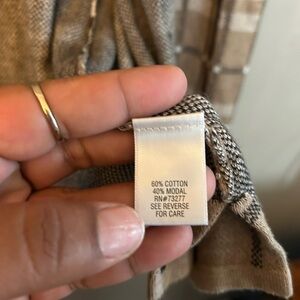 60% COTTON
40% MODAL
RN#73277
SEE REVERSE
FOR CARE